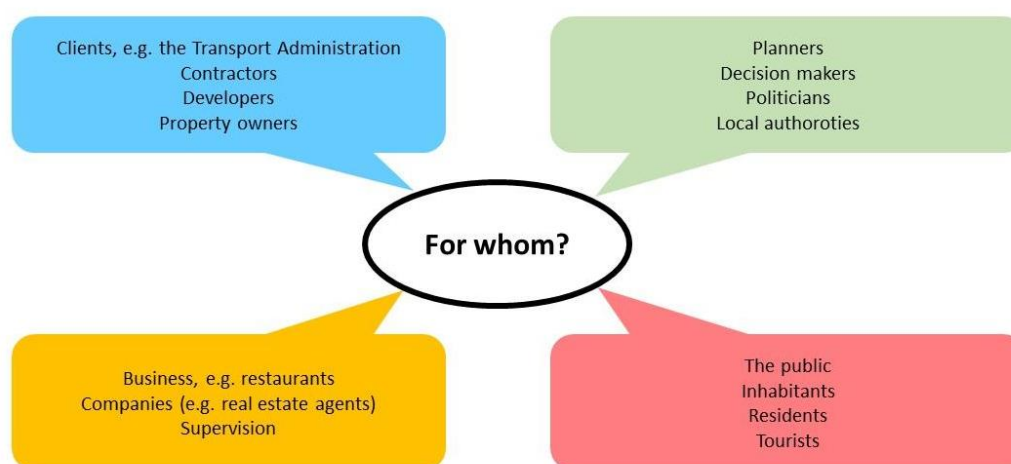 Clients, e.g. the Transport Administration
Contractors
Developers
Property owners
Planners
Decision makers
Politicians
Local authoroties
For whom?
Business, e.g. restaurants
Companies (e.g. real estate agents)
Supervision
The public
Inhabitants
Residents
Tourists